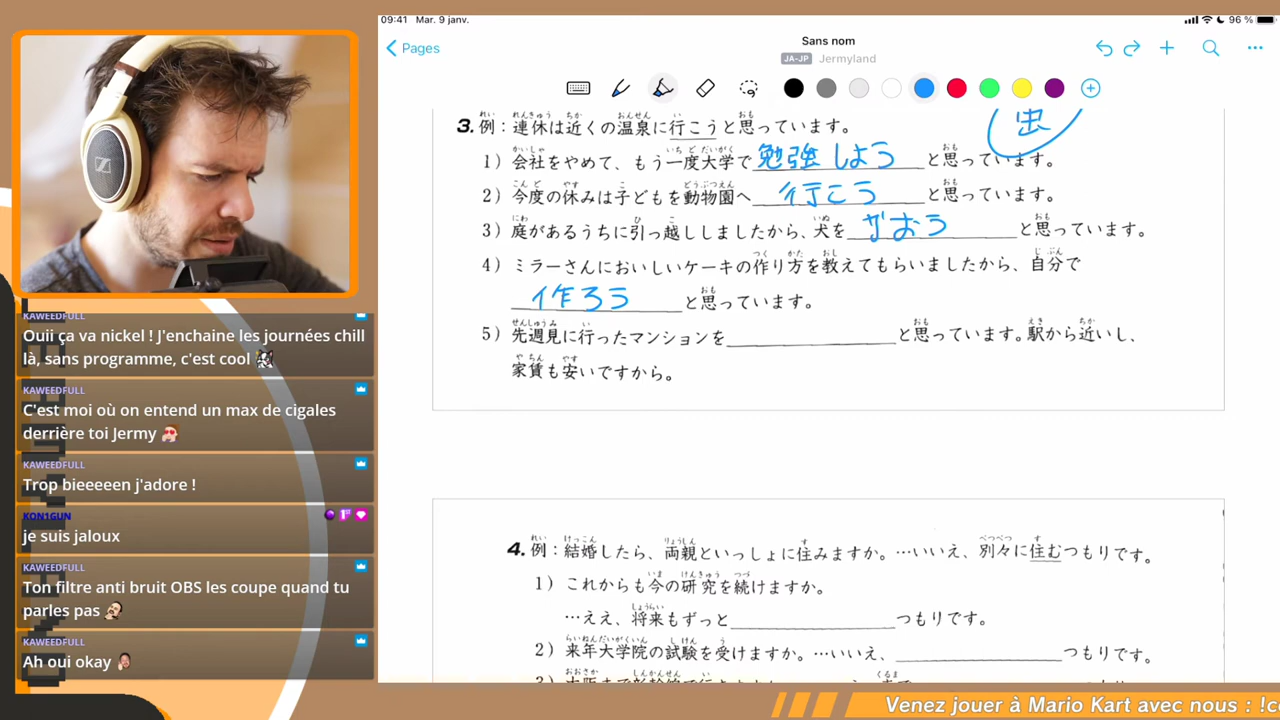 09:41 Mar. 9 janv.
96 %
Pages
Sans nom
JA-JP Jermyland
3. 例：連休は近くの温泉に行こうと思っています。
1）会社をやめて、もう一度大学で 勉強しよう と思っています。
2）今度の休みは子どもを動物園へ 行こう と思っています。
3）庭があるうちに引っ越ししましたから、犬を おう と思っています。
4）ミラーさんにおいしいケーキの作り方を教えてもらいましたから、自分で
作ろう と思っています。
5）先週見に行ったマンションを と思っています。駅から近いし、
家賃も安いですから。
4. 例：結婚したら、両親といっしょに住みますか。…いいえ、別々に住むつもりです。
1）これからも今の研究を続けますか。
…ええ、将来もずっと つもりです。
2）来年大学院の試験を受けますか。…いいえ、 つもりです。
KAWEEDFULL
Ouii ça va nickel ! J'enchaine les journées chill
là, sans programme, c'est cool
KAWEEDFULL
C'est moi où on entend un max de cigales
derrière toi Jermy
KAWEEDFULL
Trop bieeeeen j'adore !
KON1GUN
je suis jaloux
KAWEEDFULL
Ton filtre anti bruit OBS les coupe quand tu
parles pas
KAWEEDFULL
Ah oui okay
Venez jouer à Mario Kart avec nous : !c